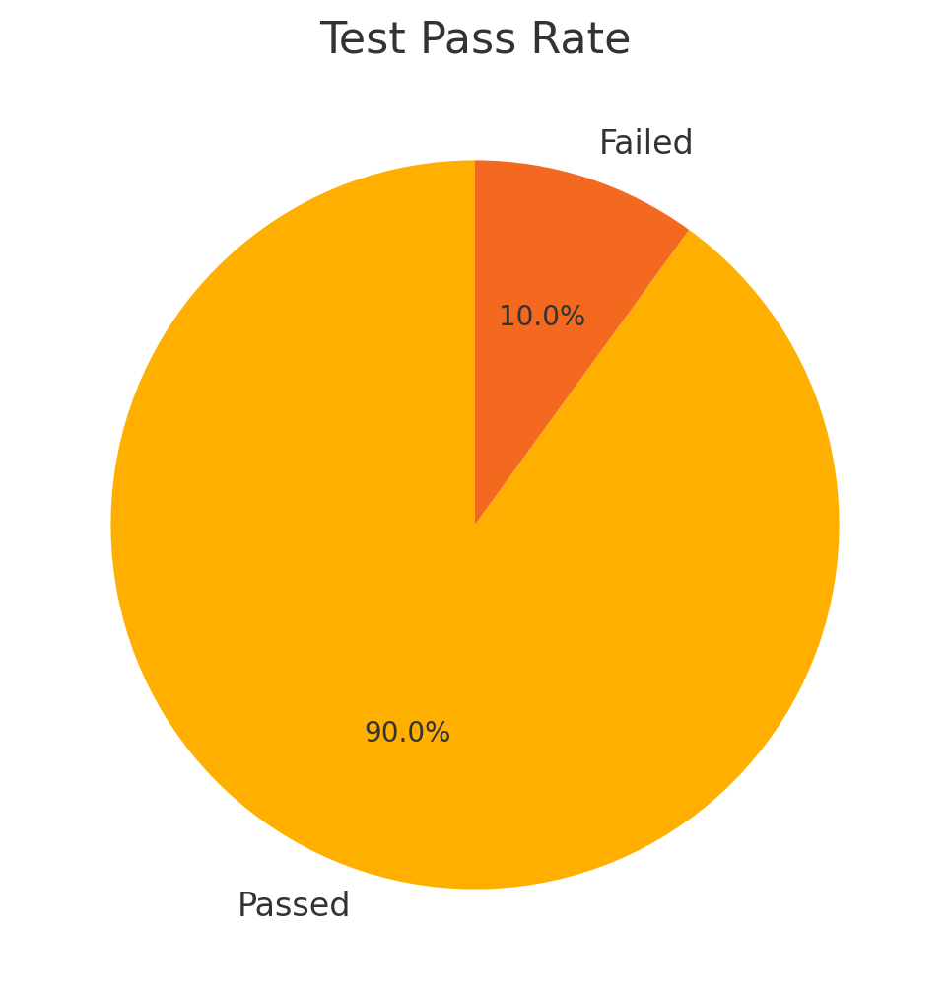 Test Pass Rate
Failed
10.0%
90.0%
Passed